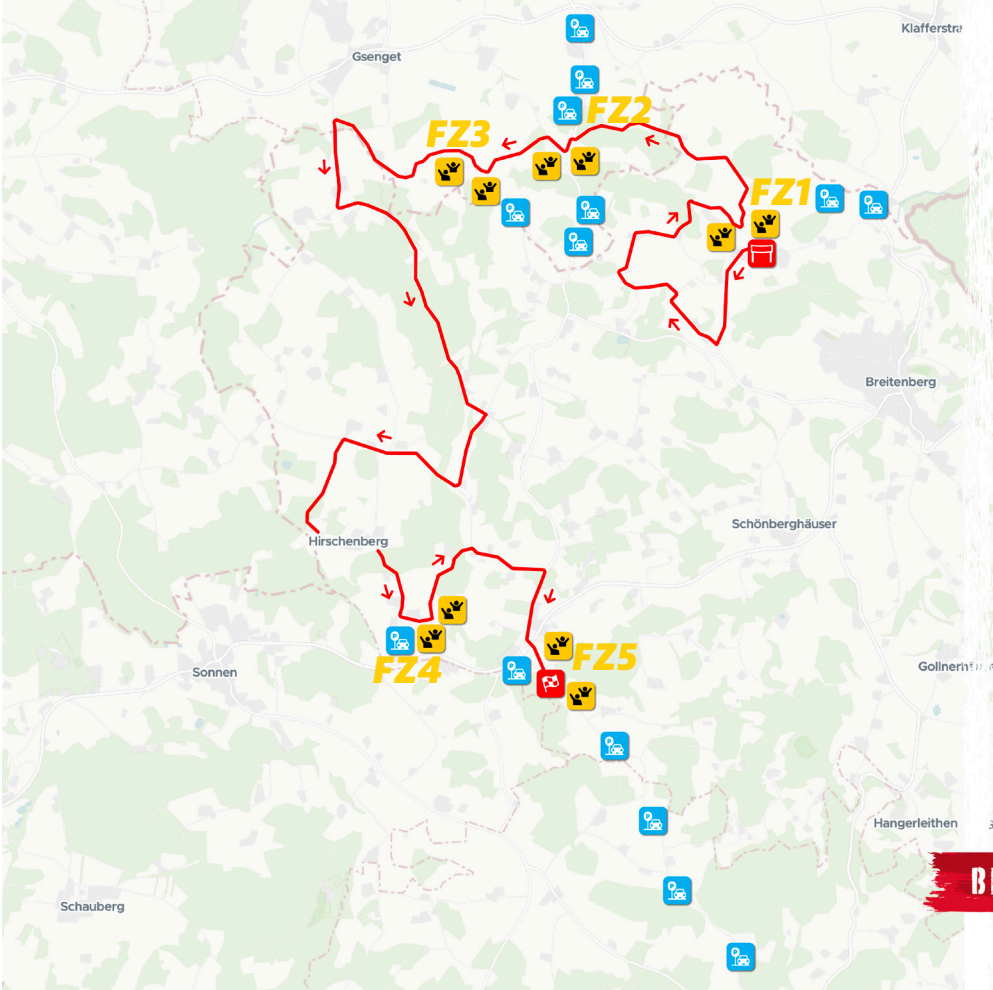 Klafferstra
Gsenget
FZ2
FZ3
FZ1
Breitenberg
Schönberghäuser
Hirschenberg
FZ5
FZ4
Sonnen
Hangerleithen
Schauberg